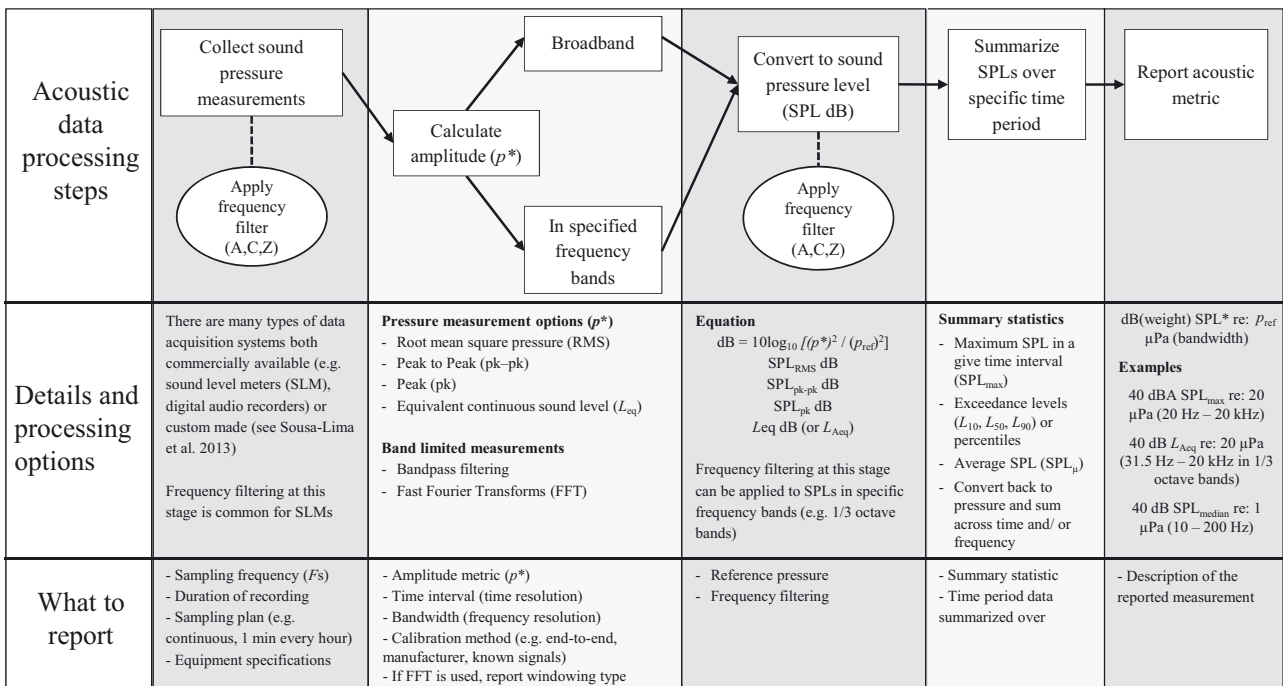 Acoustic
data
processing
steps
Collect sound
pressure
measurements
Apply
frequency
filter
(A,C,Z)
Calculate
amplitude (p*)
Broadband
In specified
frequency
bands
Convert to sound
pressure level
(SPL dB)
Apply
frequency
filter
(A,C,Z)
Summarize
SPLs over
specific time
period
Report acoustic
metric
Details and
processing
options
There are many types of data
acquisition systems both
commercially available (e.g.
sound level meters (SLM),
digital audio recorders) or
custom made (see Sousa-Lima
et al. 2013)
Frequency filtering at this
stage is common for SLMs
Pressure measurement options (p*)
- Root mean square pressure (RMS)
- Peak to Peak (pk–pk)
- Peak (pk)
- Equivalent continuous sound level (Leq)
Band limited measurements
- Bandpass filtering
- Fast Fourier Transforms (FFT)
Equation
dB = 10log10 [(p*)2 / (pref)2]
SPLRMS dB
SPLpk-pk dB
SPLpk dB
Leq dB (or LAeq)
Frequency filtering at this stage
can be applied to SPLs in specific
frequency bands (e.g. 1/3 octave
bands)
Summary statistics
- Maximum SPL in a
give time interval
(SPLmax)
- Exceedance levels
(L10, L50, L90) or
percentiles
- Average SPL (SPLμ)
- Convert back to
pressure and sum
across time and/ or
frequency
dB(weight) SPL* re: pref
μPa (bandwidth)
Examples
40 dBA SPLmax re: 20
μPa (20 Hz – 20 kHz)
40 dB LAeq re: 20 μPa
(31.5 Hz – 20 kHz in 1/3
octave bands)
40 dB SPLmedian re: 1
μPa (10 – 200 Hz)
What to
report
- Sampling frequency (Fs)
- Duration of recording
- Sampling plan (e.g.
continuous, 1 min every hour)
- Equipment specifications
- Amplitude metric (p*)
- Time interval (time resolution)
- Bandwidth (frequency resolution)
- Calibration method (e.g. end-to-end,
manufacturer, known signals)
- If FFT is used, report windowing type
- Reference pressure
- Frequency filtering
- Summary statistic
- Time period data
summarized over
- Description of the
reported measurement